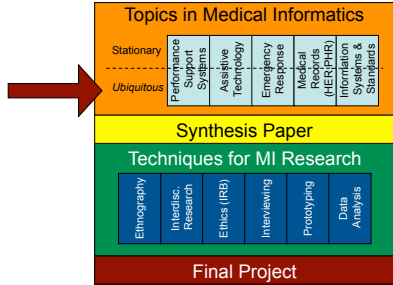 Topics in Medical Informatics
Stationary
Ubiquitous
Performance
Support
Systems
Assistive
Technology
Emergency
Response
Medical
Records
(HER;PHR)
Information
Systems &
Standards
Synthesis Paper
Techniques for MI Research
Ethnography
Interdisc.
Research
Ethics (IRB)
Interviewing
Prototyping
Data
Analysis
Final Project